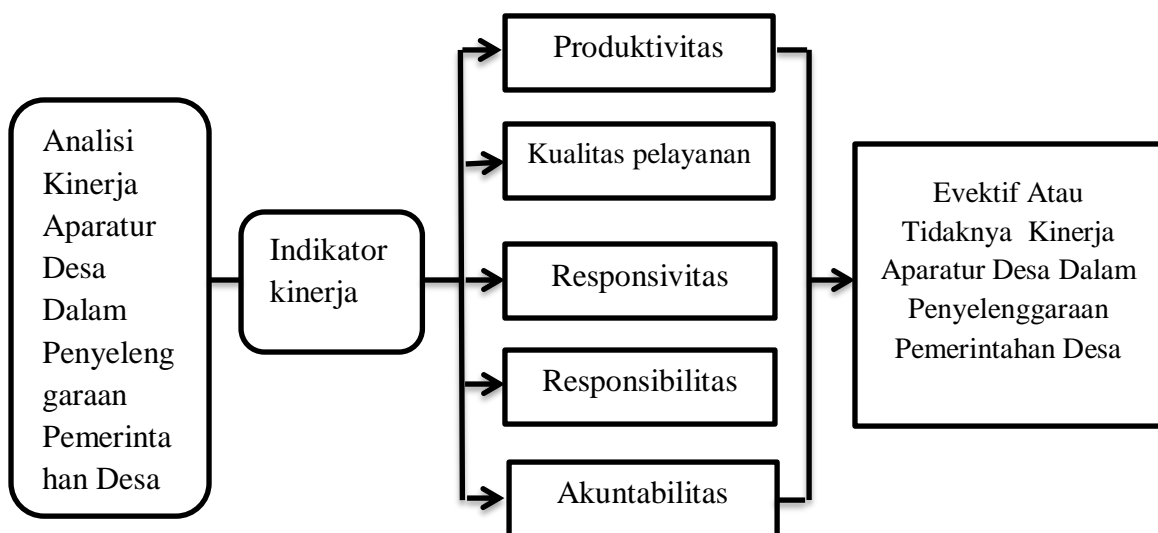 Analisi
Kinerja
Aparatur
Desa
Dalam
Penyeleng
garaan
Pemerinta
han Desa
Indikator
kinerja
Produktivitas
Kualitas pelayanan
Responsivitas
Responsibilitas
Akuntabilitas
Evektif Atau
Tidaknya Kinerja
Aparatur Desa Dalam
Penyelenggaraan
Pemerintahan Desa